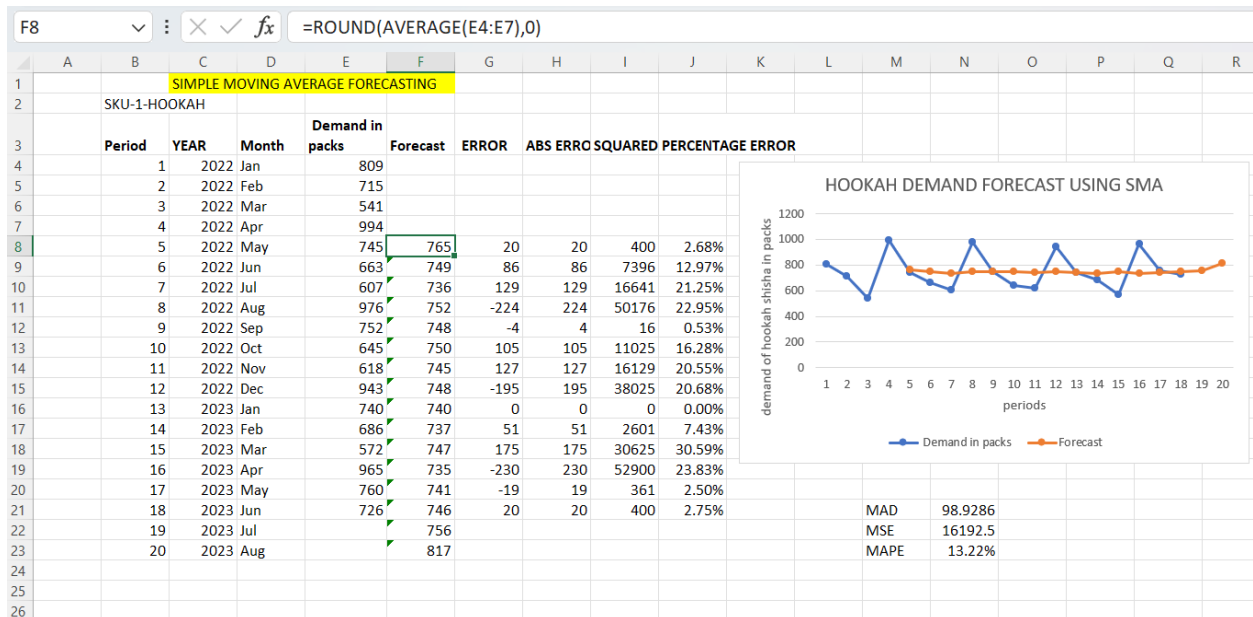 F8 fx =ROUND(AVERAGE(E4:E7),0)
A B C D E F G H I J K L M N O P Q R
1 SIMPLE MOVING AVERAGE FORECASTING
2 SKU-1-HOOKAH
Demand in
3 Period YEAR Month packs Forecast ERROR ABS ERRO SQUARED PERCENTAGE ERROR
4 1 2022 Jan 809
5 2 2022 Feb 715
6 3 2022 Mar 541
7 4 2022 Apr 994
8 5 2022 May 745 765 20 20 400 2.68%
9 6 2022 Jun 663 749 86 86 7396 12.97%
10 7 2022 Jul 607 736 129 129 16641 21.25%
11 8 2022 Aug 976 752 -224 224 50176 22.95%
12 9 2022 Sep 752 748 -4 4 16 0.53%
13 10 2022 Oct 645 750 105 105 11025 16.28%
14 11 2022 Nov 618 745 127 127 16129 20.55%
15 12 2022 Dec 943 748 -195 195 38025 20.68%
16 13 2023 Jan 740 740 0 0 0 0.00%
17 14 2023 Feb 686 737 51 51 2601 7.43%
18 15 2023 Mar 572 747 175 175 30625 30.59%
19 16 2023 Apr 965 735 -230 230 52900 23.83%
20 17 2023 May 760 741 -19 19 361 2.50%
21 18 2023 Jun 726 746 20 20 400 2.75% MAD 98.9286
22 19 2023 Jul 756 MSE 16192.5
23 20 2023 Aug 817 MAPE 13.22%
24
25
26
HOOKAH DEMAND FORECAST USING SMA
demand of hookah shisha in packs
1200
1000
800
600
400
200
0
1 2 3 4 5 6 7 8 9 10 11 12 13 14 15 16 17 18 19 20
periods
Demand in packs Forecast